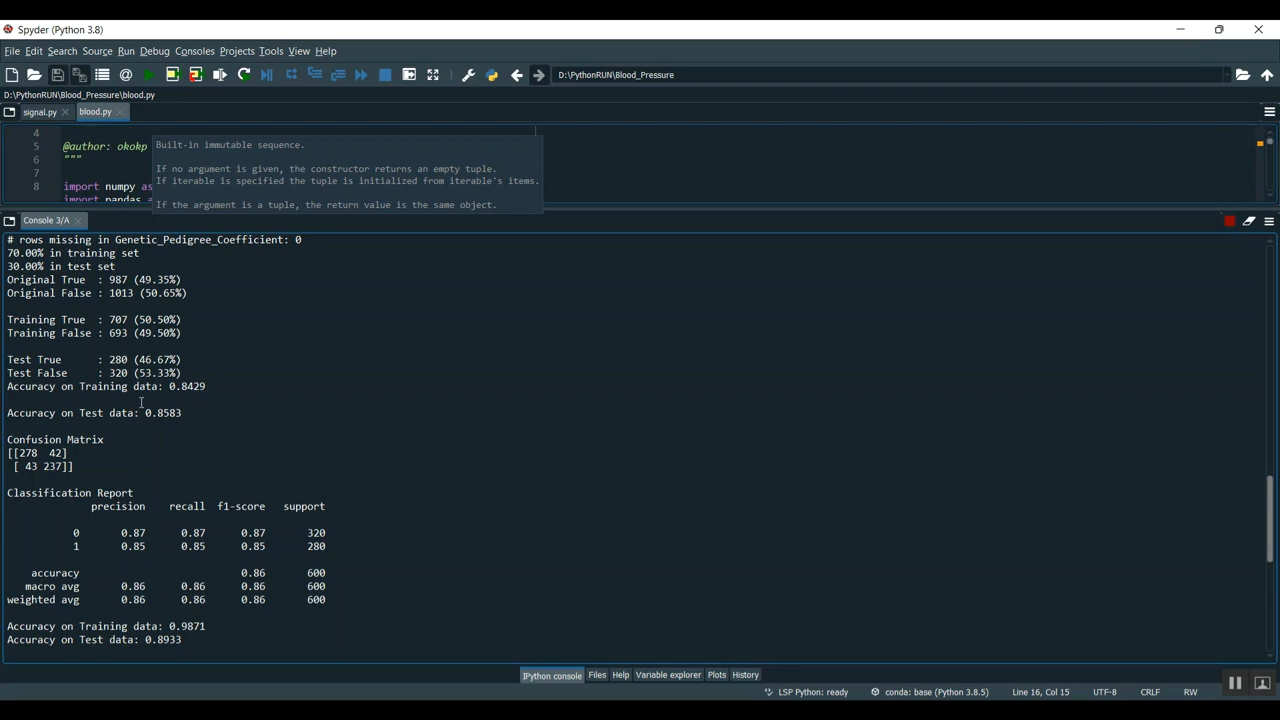 Spyder (Python 3.8)
File Edit Search Source Run Debug Consoles Projects Tools View Help
D:\PythonRUN\Blood_Pressure
D:\PythonRUN\Blood_Pressure\blood.py
signal.py blood.py
4
5 @author: okokp
6 """
7
8 import numpy as
import pandas
Built-in immutable sequence.
If no argument is given, the constructor returns an empty tuple.
If iterable is specified the tuple is initialized from iterable's items.
If the argument is a tuple, the return value is the same object.
Console 3/A
# rows missing in Genetic_Pedigree_Coefficient: 0
70.00% in training set
30.00% in test set
Original True  : 987 (49.35%)
Original False : 1013 (50.65%)
Training True  : 707 (50.50%)
Training False : 693 (49.50%)
Test True      : 280 (46.67%)
Test False     : 320 (53.33%)
Accuracy on Training data: 0.8429
Accuracy on Test data: 0.8583
Confusion Matrix
[[278  42]
 [ 43 237]]
Classification Report
precision recall f1-score support
0 0.87 0.87 0.87 320
1 0.85 0.85 0.85 280
accuracy 0.86 600
macro avg 0.86 0.86 0.86 600
weighted avg 0.86 0.86 0.86 600
Accuracy on Training data: 0.9871
Accuracy on Test data: 0.8933
IPython console Files Help Variable explorer Plots History
LSP Python: ready conda: base (Python 3.8.5) Line 16, Col 15 UTF-8 CRLF RW